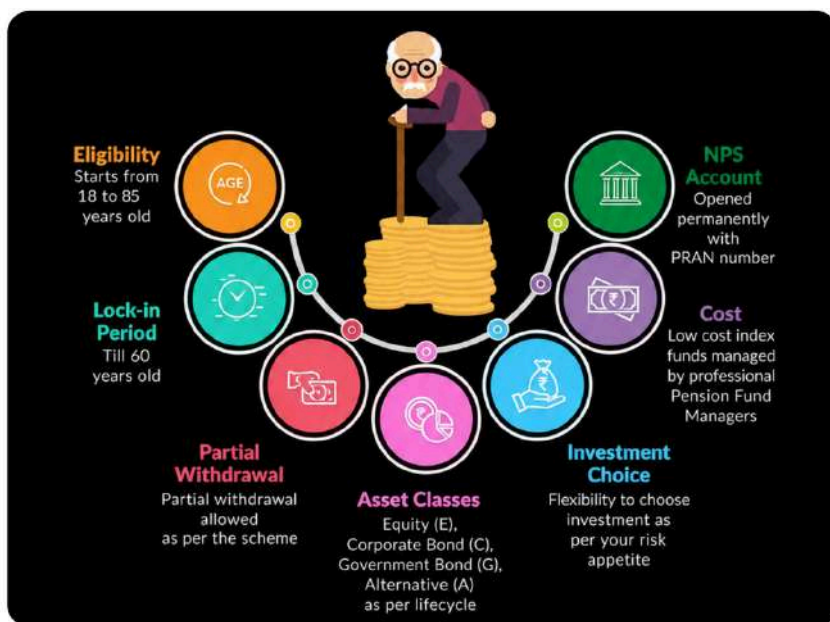 Eligibility
Starts from
18 to 85
years old
AGE
Lock-in
Period
Till 60
years old
Partial
Withdrawal
Partial withdrawal
allowed
as per the scheme
Asset Classes
Equity (E),
Corporate Bond (C),
Government Bond (G),
Alternative (A)
as per lifecycle
Investment
Choice
Flexibility to choose
investment as
per your risk
appetite
Cost
Low cost index
funds managed
by professional
Pension Fund
Managers
NPS
Account
Opened
permanently
with
PRAN number